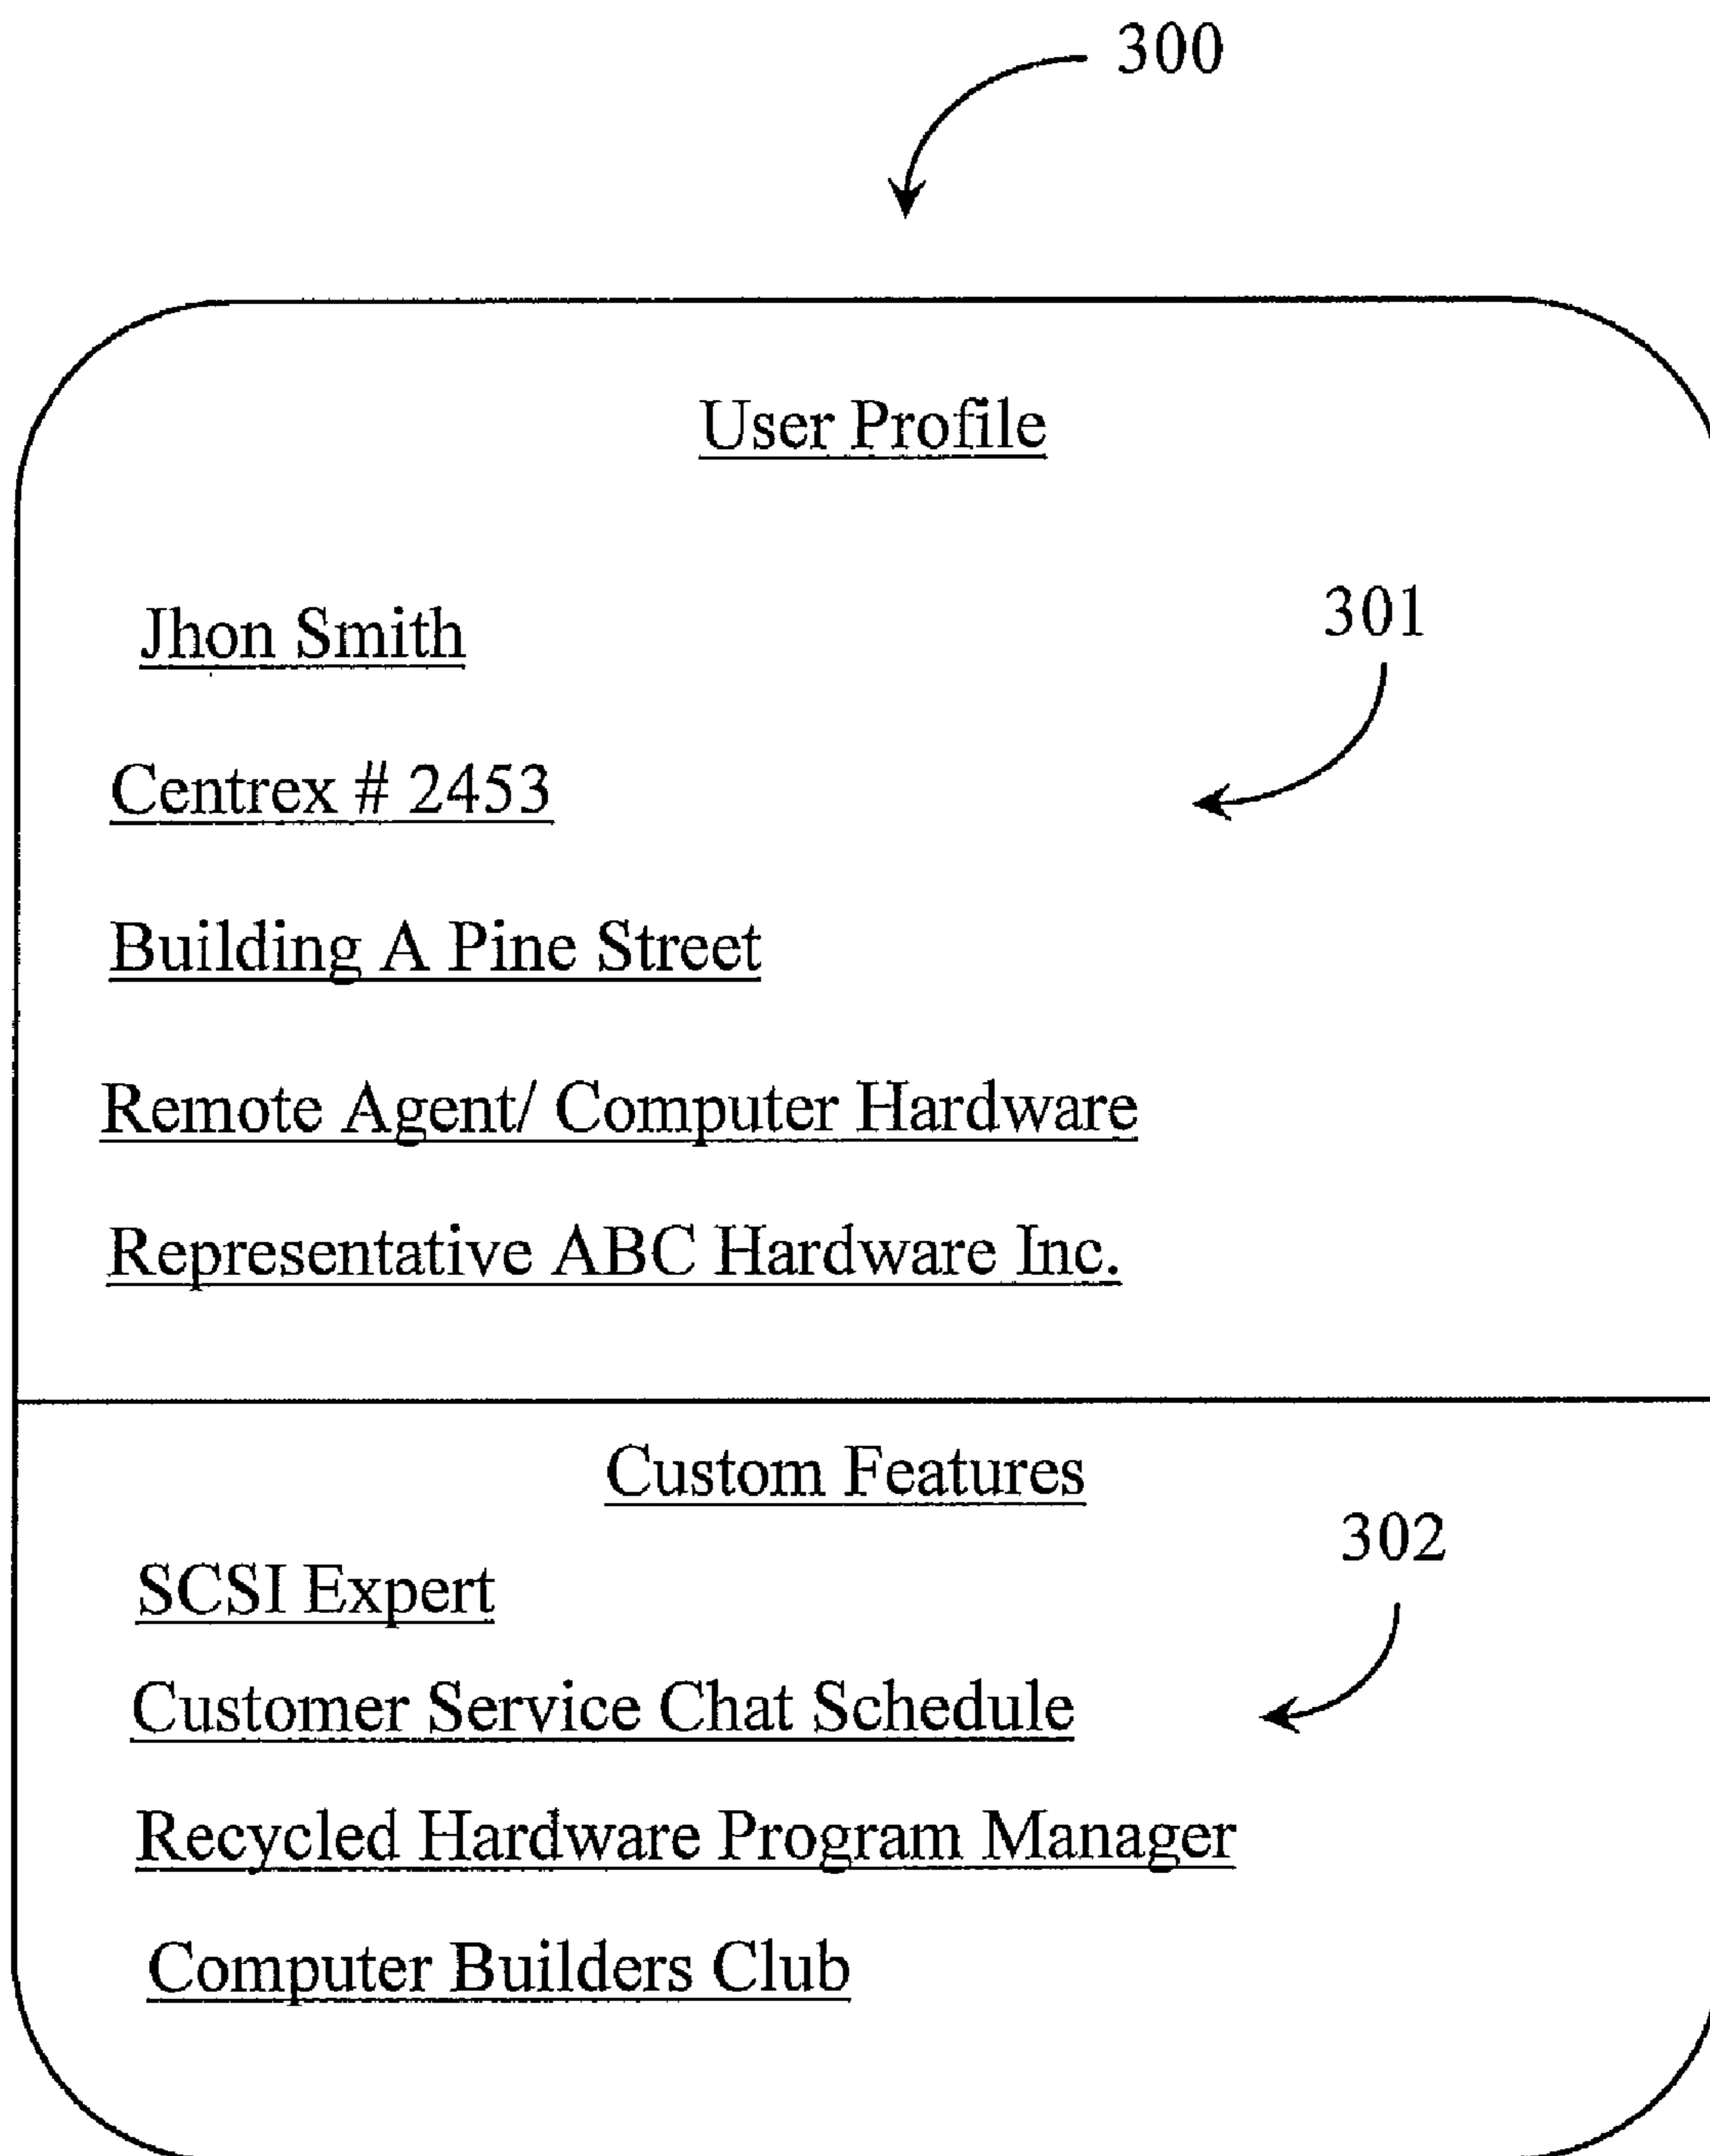 300
User Profile
Jhon Smith
301
Centrex # 2453
Building A Pine Street
Remote Agent/ Computer Hardware
Representative ABC Hardware Inc.
Custom Features
302
SCSI Expert
Customer Service Chat Schedule
Recycled Hardware Program Manager
Computer Builders Club